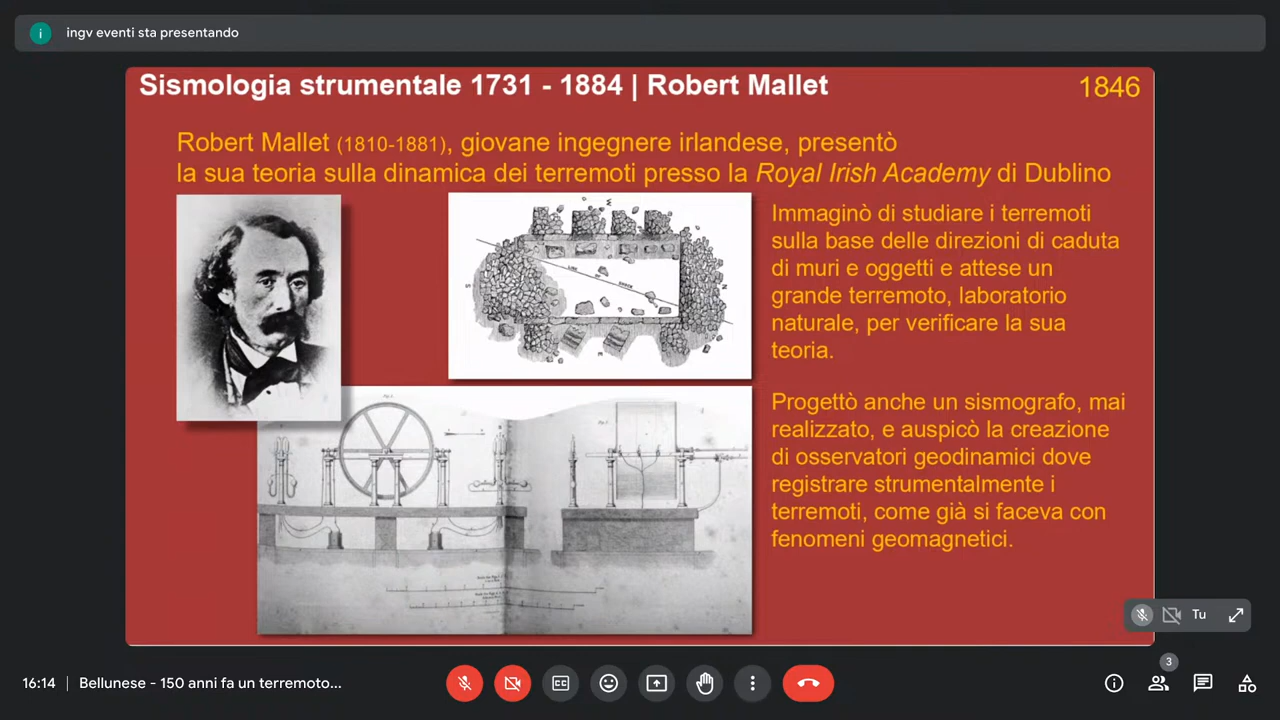 i ingv eventi sta presentando
Sismologia strumentale 1731 - 1884 | Robert Mallet
1846
Robert Mallet (1810-1881), giovane ingegnere irlandese, presentò
la sua teoria sulla dinamica dei terremoti presso la Royal Irish Academy di Dublino
Immaginò di studiare i terremoti
sulla base delle direzioni di caduta
di muri e oggetti e attese un
grande terremoto, laboratorio
naturale, per verificare la sua
teoria.
Progettò anche un sismografo, mai
realizzato, e auspicò la creazione
di osservatori geodinamici dove
registrare strumentalmente i
terremoti, come già si faceva con
fenomeni geomagnetici.
Tu
3
16:14 | Bellunese - 150 anni fa un terremoto...
CC